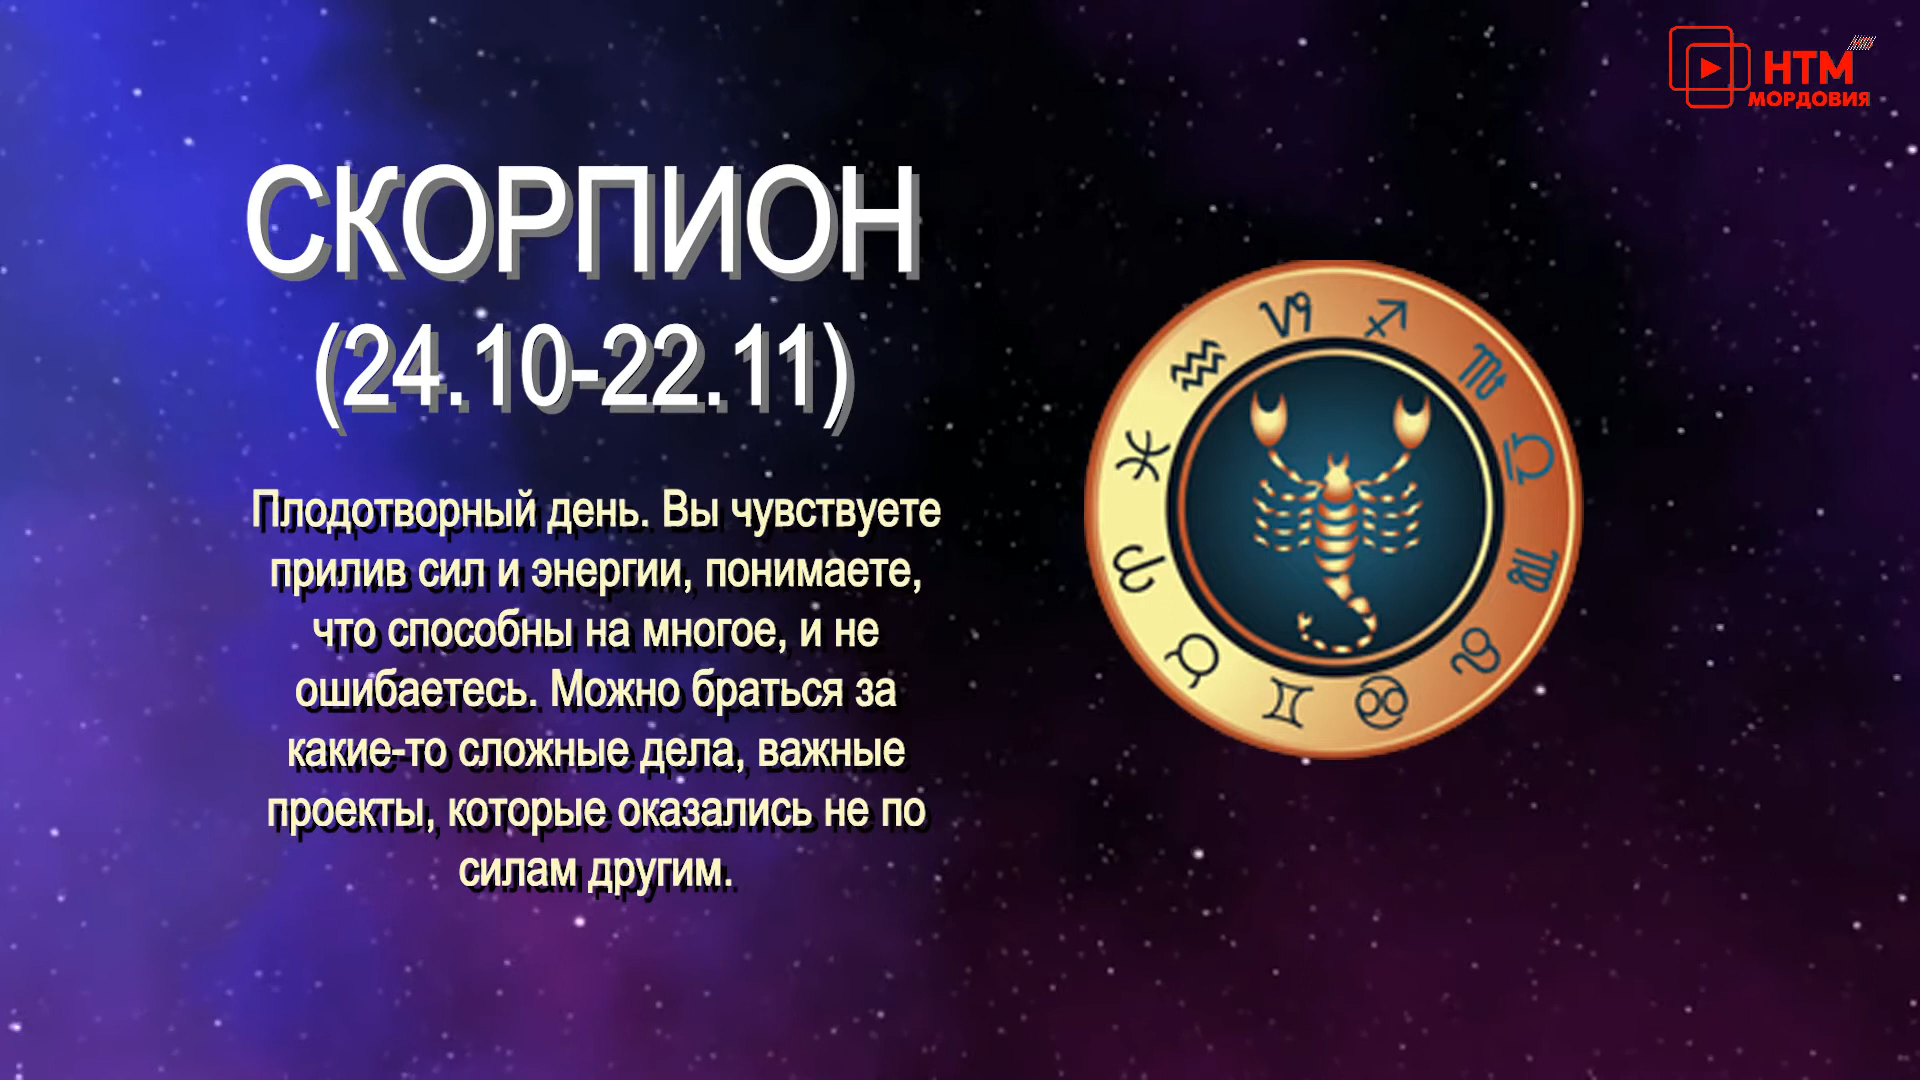 НТМ
МОРДОВИЯ
СКОРПИОН
(24.10-22.11)
Плодотворный день. Вы чувствуете
прилив сил и энергии, понимаете,
что способны на многое, и не
ошибаетесь. Можно браться за
какие-то сложные дела, важные
проекты, которые оказались не по
силам другим.